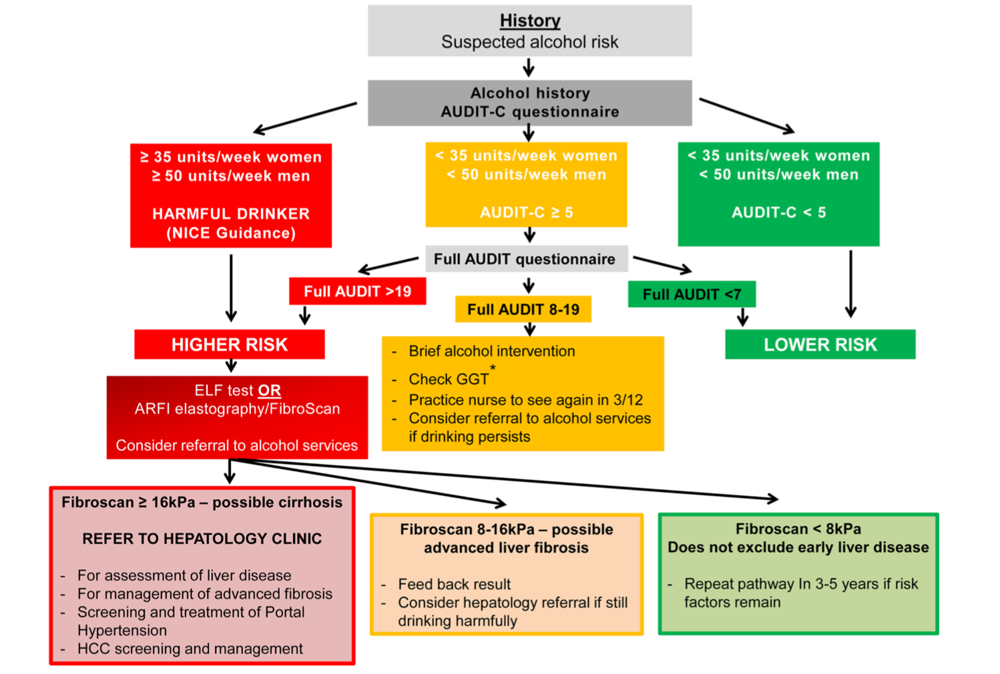 History
Suspected alcohol risk
Alcohol history
AUDIT-C questionnaire
≥ 35 units/week women
≥ 50 units/week men
HARMFUL DRINKER
(NICE Guidance)
< 35 units/week women
< 50 units/week men
AUDIT-C ≥ 5
< 35 units/week women
< 50 units/week men
AUDIT-C < 5
Full AUDIT questionnaire
Full AUDIT >19
Full AUDIT 8-19
Full AUDIT <7
HIGHER RISK
LOWER RISK
ELF test OR
ARFI elastography/FibroScan
Consider referral to alcohol services
- Brief alcohol intervention
- Check GGT*
- Practice nurse to see again in 3/12
- Consider referral to alcohol services
if drinking persists
Fibroscan ≥ 16kPa – possible cirrhosis
REFER TO HEPATOLOGY CLINIC
- For assessment of liver disease
- For management of advanced fibrosis
- Screening and treatment of Portal
Hypertension
- HCC screening and management
Fibroscan 8-16kPa – possible
advanced liver fibrosis
- Feed back result
- Consider hepatology referral if still
drinking harmfully
Fibroscan < 8kPa
Does not exclude early liver disease
- Repeat pathway In 3-5 years if risk
factors remain